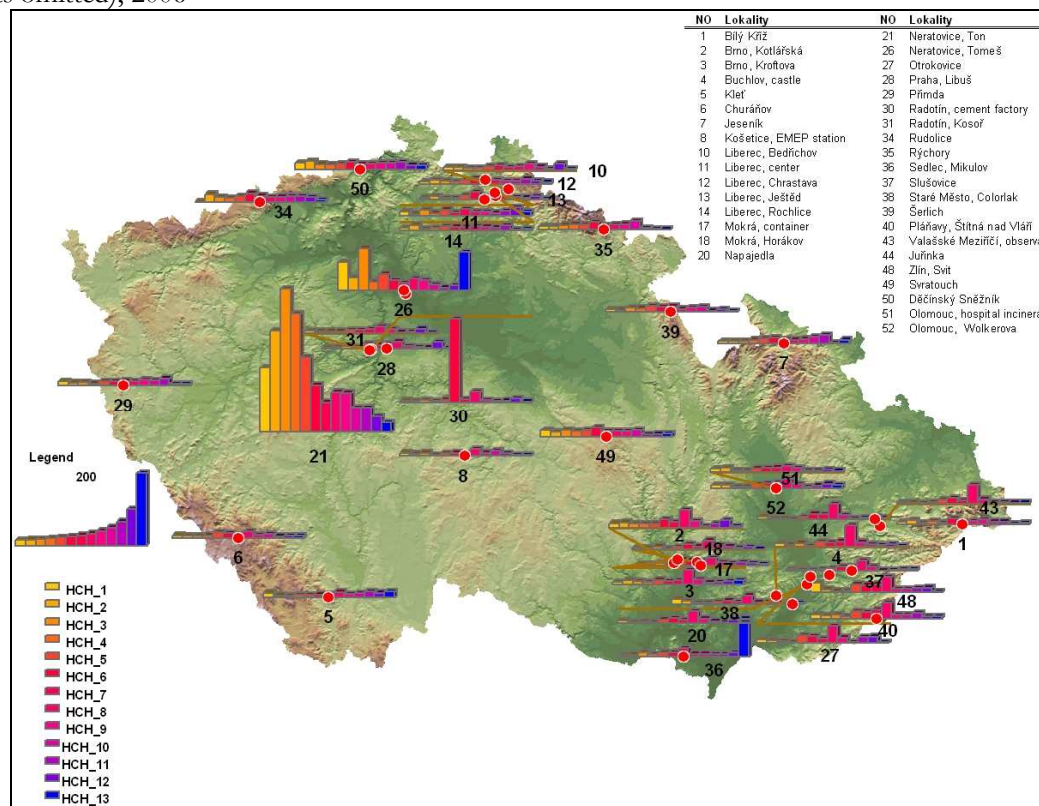 as omitted), 2006
NO Lokality NO Lokality
1 Bílý Kříž 21 Neratovice, Ton
2 Brno, Kotlářská 26 Neratovice, Tomeš
3 Brno, Kroftova 27 Otrokovice
4 Buchlov, castle 28 Praha, Libuš
5 Kleť 29 Přimda
6 Churáňov 30 Radotín, cement factory
7 Jeseník 31 Radotín, Kosoř
8 Košetice, EMEP station 34 Rudolice
10 Liberec, Bedřichov 35 Rýchory
11 Liberec, center 36 Sedlec, Mikulov
12 Liberec, Chrastava 37 Slušovice
13 Liberec, Ještěd 38 Staré Město, Colorlak
14 Liberec, Rochlice 39 Šerlich
17 Mokrá, container 40 Pláňavy, Štítná nad Vláří
18 Mokrá, Horákov 43 Valašské Meziříčí, observa
20 Napajedla 44 Juřinka
48 Zlín, Svit
49 Svratouch
50 Děčínský Sněžník
51 Olomouc, hospital incinera
52 Olomouc, Wolkerova
10
50
12
34
13
11
14
35
26
39
31
7
28
29
30
21
49
8
51
52
43
44
2
1
6
18
4
17
37
3
48
5
38
20
40
27
36
Legend
200
HCH_1
HCH_2
HCH_3
HCH_4
HCH_5
HCH_6
HCH_7
HCH_8
HCH_9
HCH_10
HCH_11
HCH_12
HCH_13